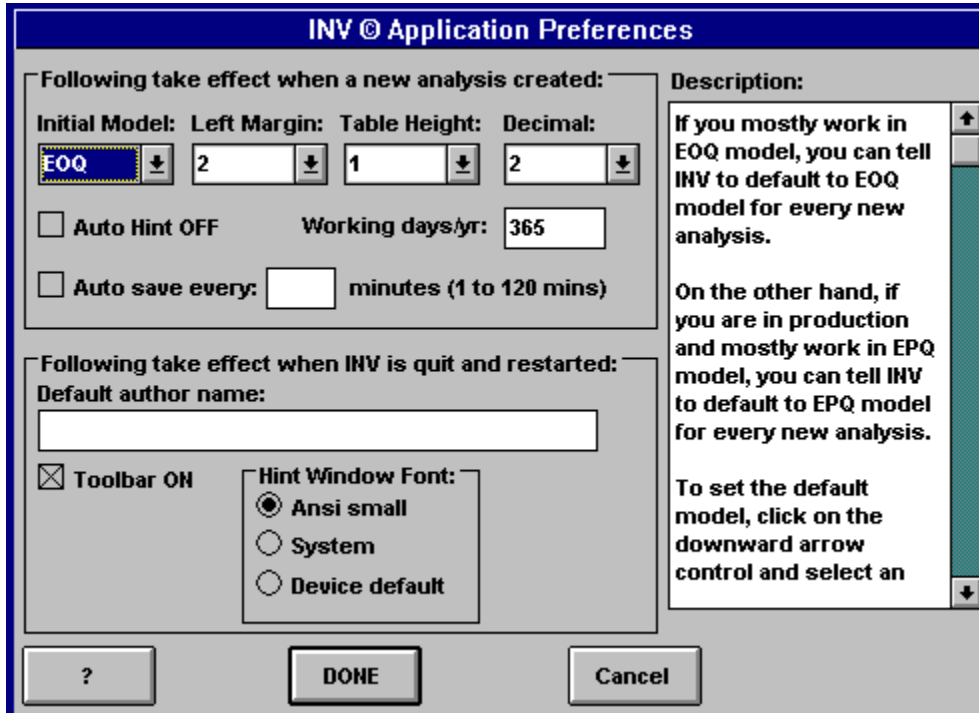 INV © Application Preferences
Following take effect when a new analysis created:
Initial Model: Left Margin: Table Height: Decimal:
EOQ 2 1 2
Auto Hint OFF Working days/yr: 365
Auto save every: minutes (1 to 120 mins)
Following take effect when INV is quit and restarted:
Default author name:
Toolbar ON
Hint Window Font:
Ansi small
System
Device default
Description:
If you mostly work in
EOQ model, you can tell
INV to default to EOQ
model for every new
analysis.
On the other hand, if
you are in production
and mostly work in EPQ
model, you can tell INV
to default to EPQ model
for every new analysis.
To set the default
model, click on the
downward arrow
control and select an
? DONE Cancel